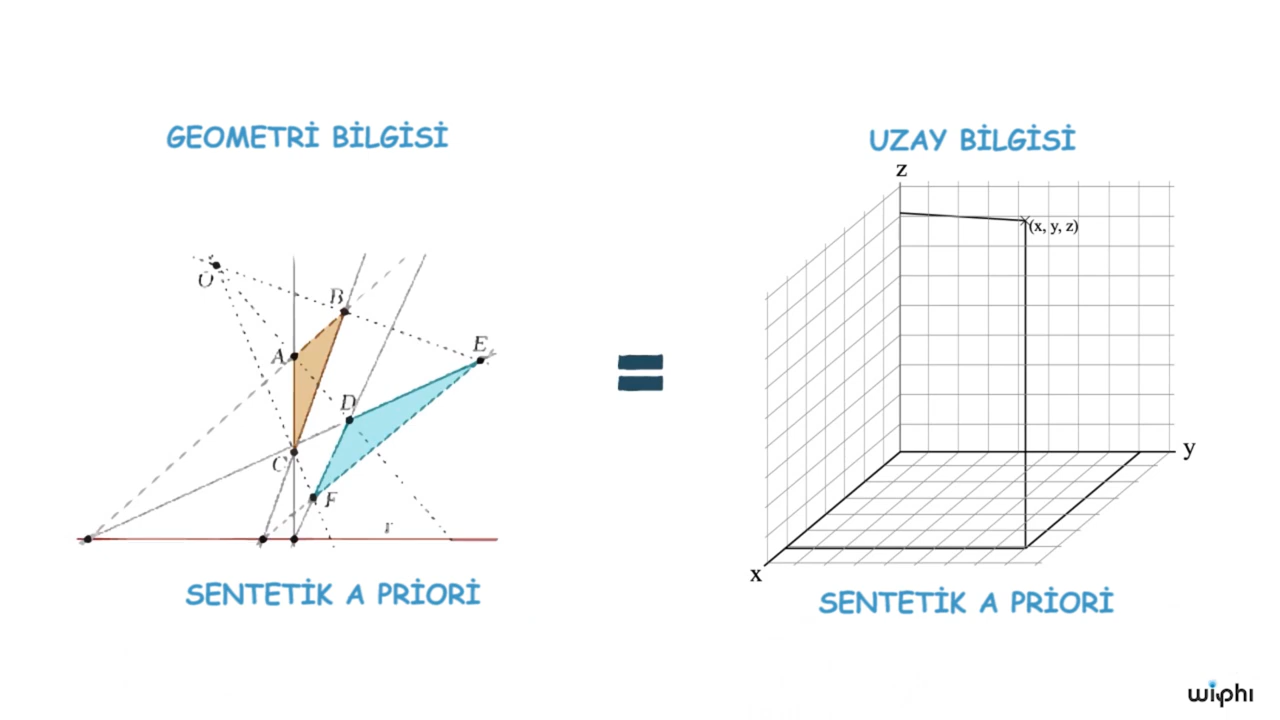 GEOMETRİ BİLGİSİ
UZAY BİLGİSİ
z
(x, y, z)
O
B
A
E
D
C
F
r
y
x
SENTETİK A PRİORİ
SENTETİK A PRİORİ
wiphi